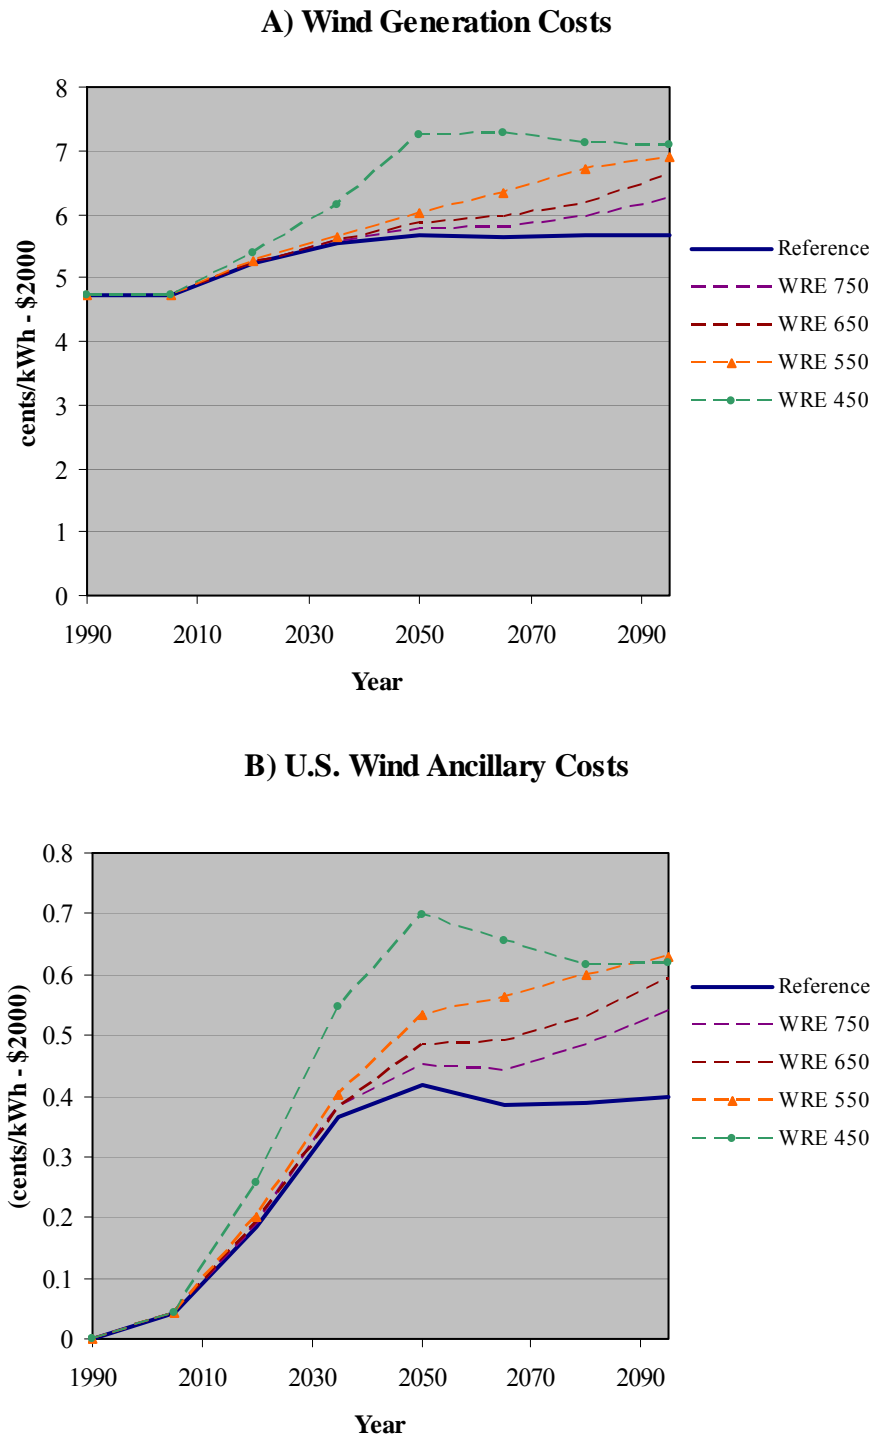 A) Wind Generation Costs
8
7
6
5
4
3
2
1
0
cents/kWh - $2000
1990 2010 2030 2050 2070 2090
Year
Reference
WRE 750
WRE 650
WRE 550
WRE 450
B) U.S. Wind Ancillary Costs
0.8
0.7
0.6
0.5
0.4
0.3
0.2
0.1
0
(cents/kWh - $2000)
1990 2010 2030 2050 2070 2090
Year
Reference
WRE 750
WRE 650
WRE 550
WRE 450